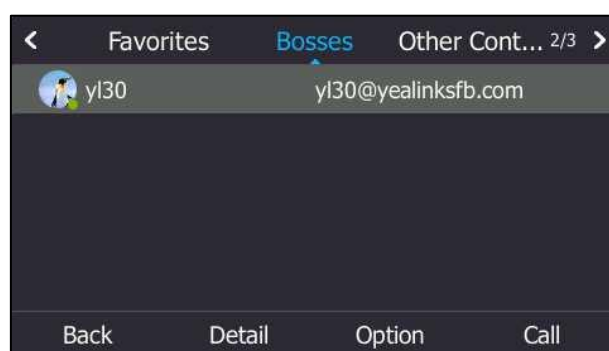 Favorites Bosses Other Cont... 2/3
yl30 yl30@yealinksfb.com
Back Detail Option Call